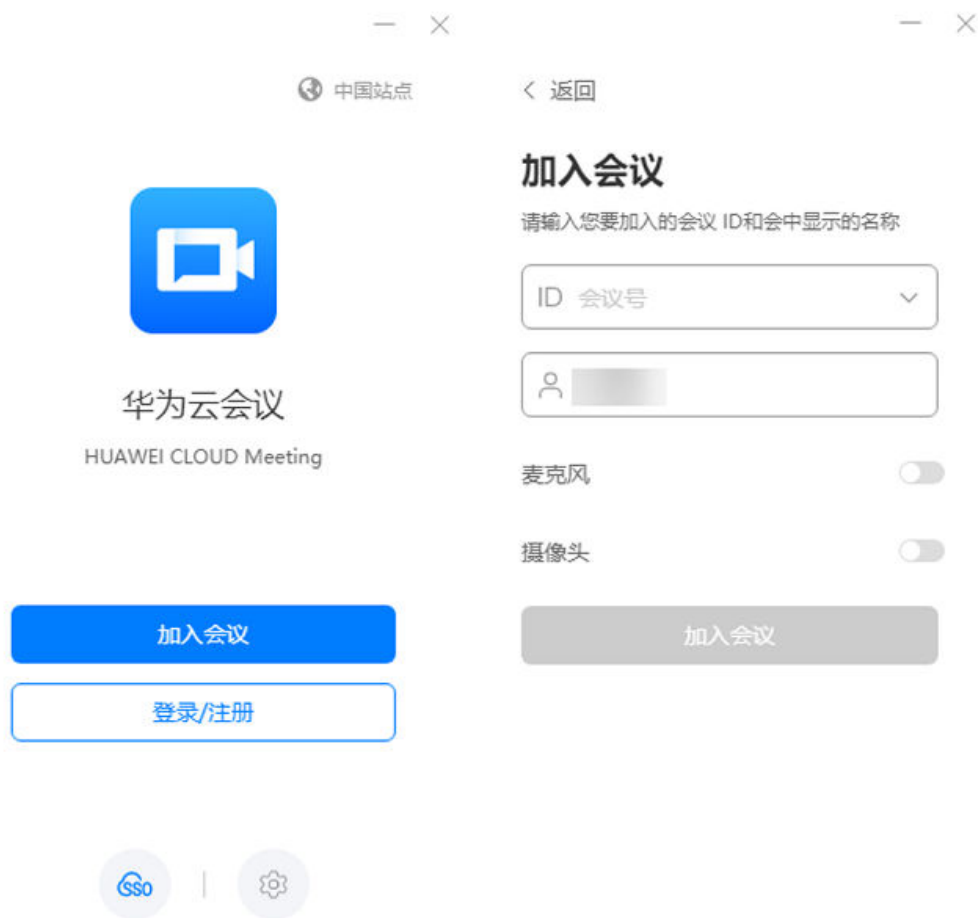 中国站点
华为云会议
HUAWEI CLOUD Meeting
加入会议
登录/注册
SSO
返回
加入会议
请输入您要加入的会议 ID和会中显示的名称
ID 会议号
麦克风
摄像头
加入会议